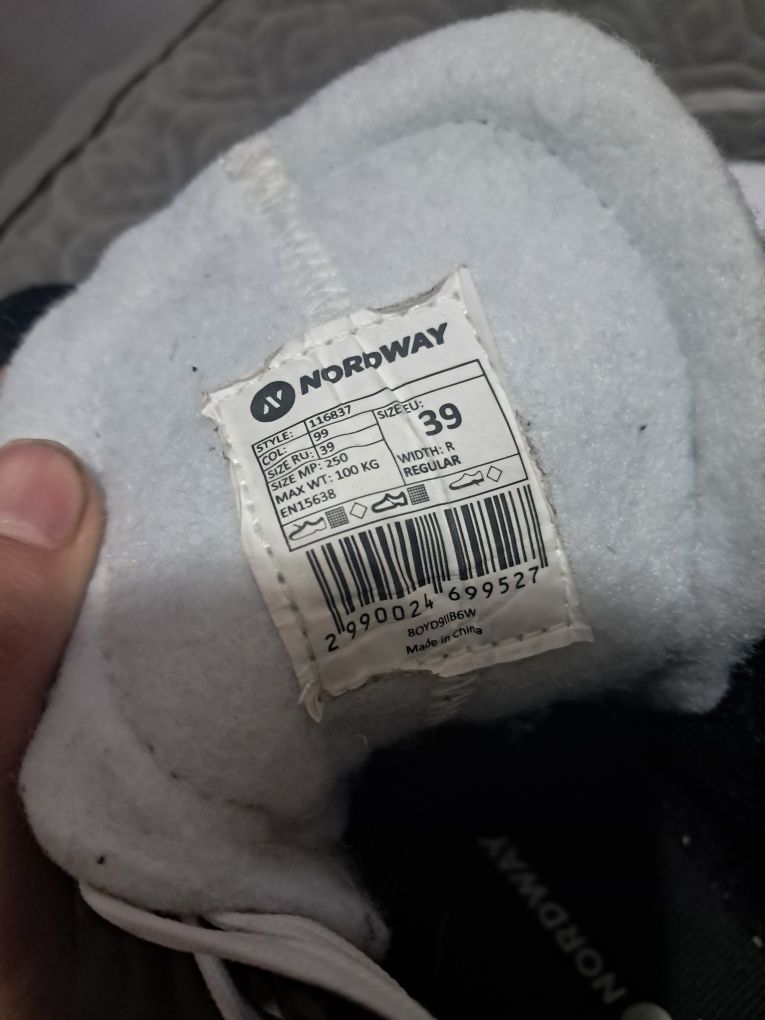 NORDWAY
STYLE: 116837
COL: 99
SIZE RU: 39
SIZE MP: 250
MAX WT: 100 KG
EN15638
SIZE EU:
39
WIDTH: R
REGULAR
2 990024 699527
8OYD9IIB6W
Made in china
NORDWAY